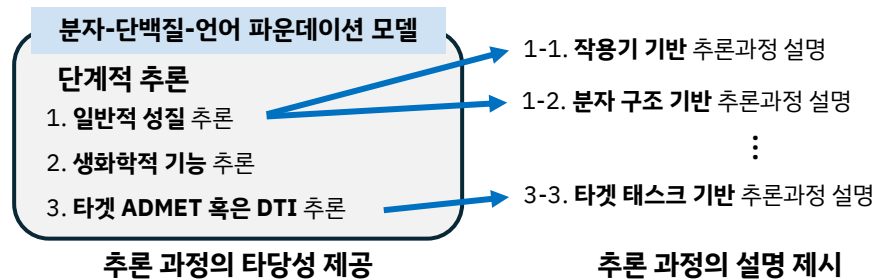 분자-단백질-언어 파운데이션 모델
단계적 추론
1. 일반적 성질 추론
2. 생화학적 기능 추론
3. 타겟 ADMET 혹은 DTI 추론
추론 과정의 타당성 제공
1-1. 작용기 기반 추론과정 설명
1-2. 분자 구조 기반 추론과정 설명
⋮
3-3. 타겟 태스크 기반 추론과정 설명
추론 과정의 설명 제시